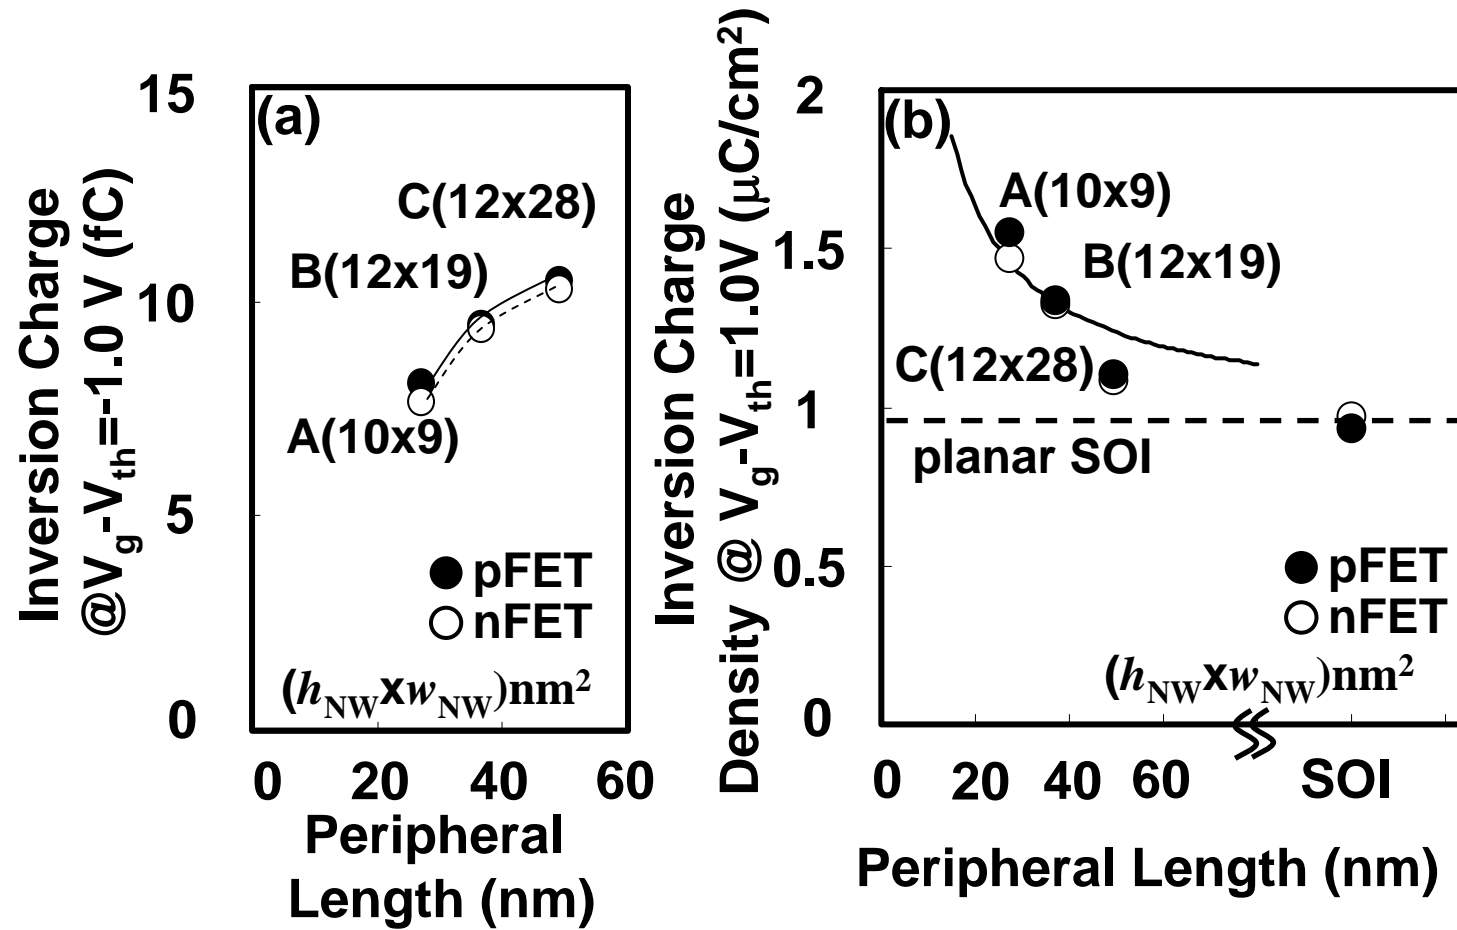 Inversion Charge
@Vg-Vth=-1.0 V (fC)
15
10
5
0
(a)
C(12x28)
B(12x19)
A(10x9)
pFET
nFET
(hNWxwNW)nm2
0 20 40 60
Peripheral
Length (nm)
Inversion Charge
Density @ Vg-Vth=1.0V (μC/cm2)
2
1.5
1
0.5
0
(b)
A(10x9)
B(12x19)
C(12x28)
planar SOI
pFET
nFET
(hNWxwNW)nm2
0 20 40 60 SOI
Peripheral Length (nm)